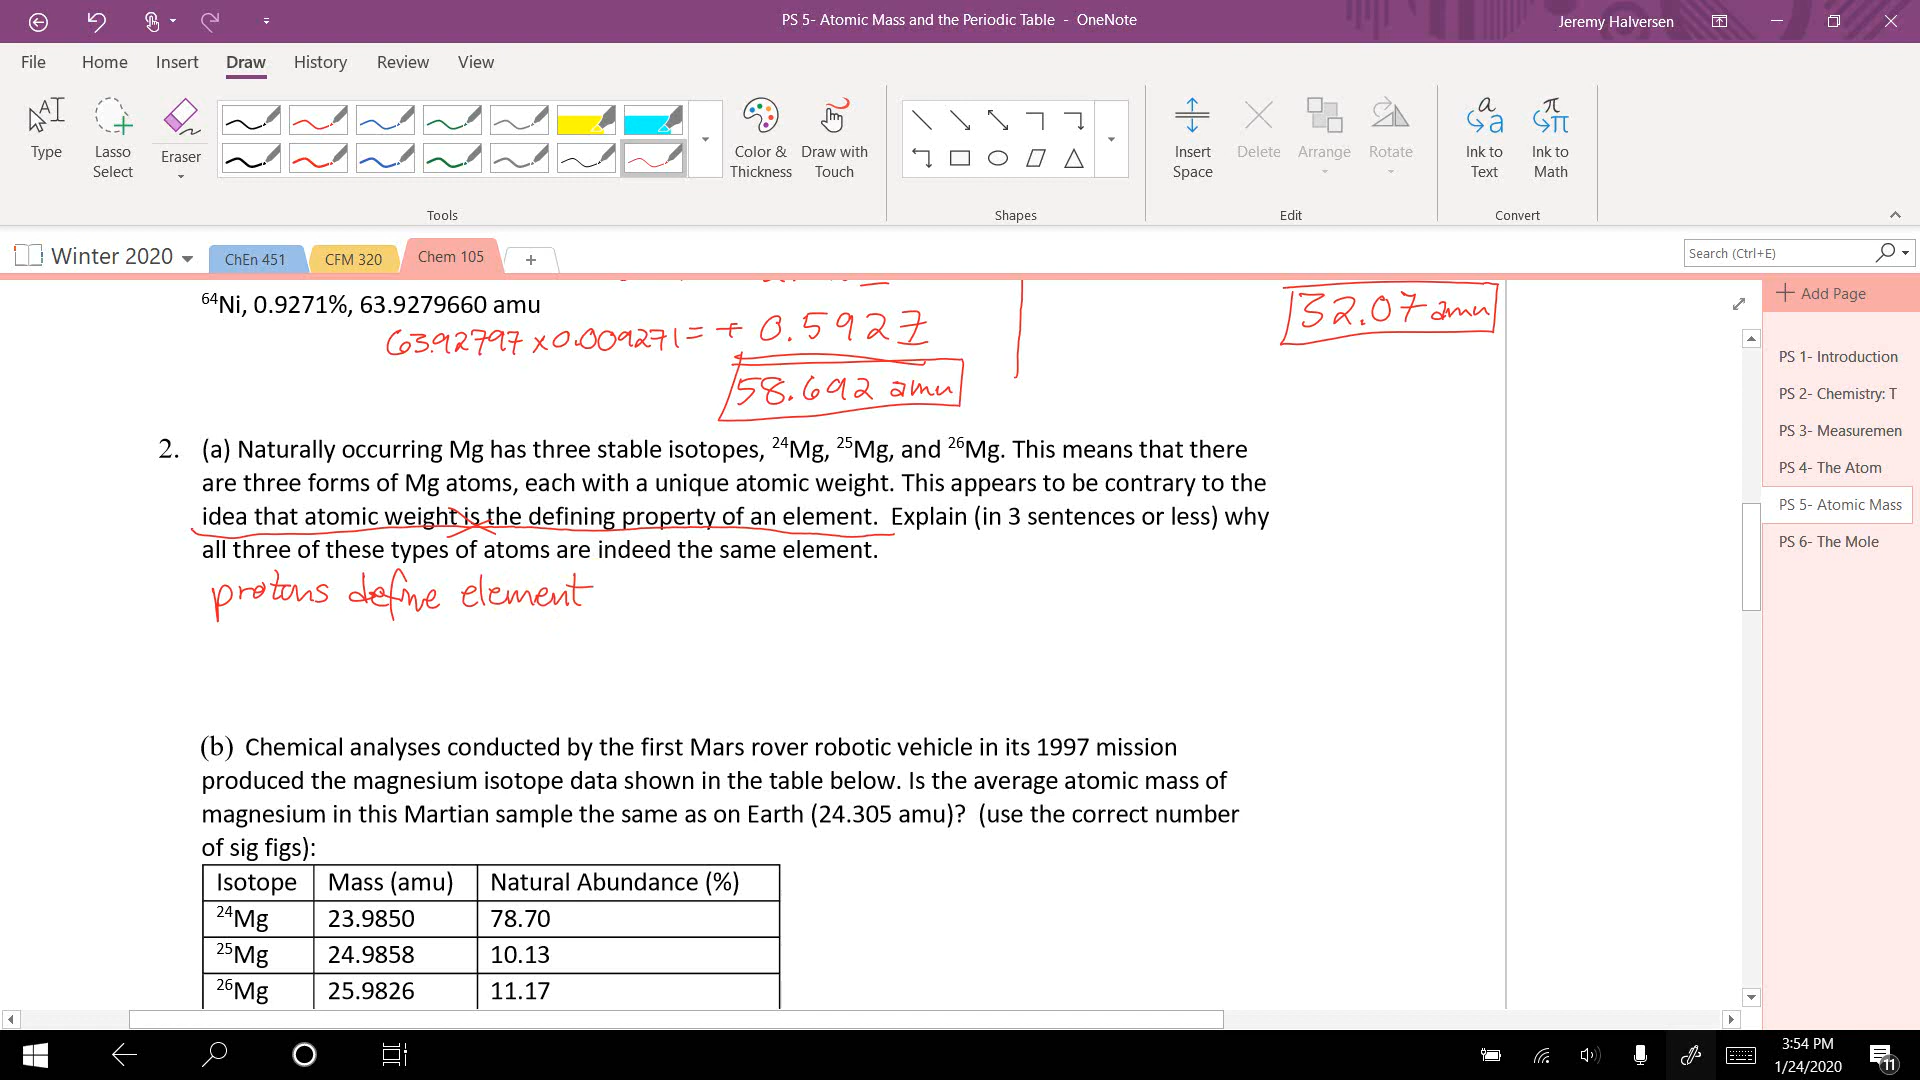 PS 5- Atomic Mass and the Periodic Table - OneNote
Jeremy Halversen
File Home Insert Draw History Review View
Type
Lasso Select
Eraser
Color & Thickness
Draw with Touch
Insert Space
Delete
Arrange
Rotate
Ink to Text
Ink to Math
Tools
Shapes
Edit
Convert
Winter 2020
ChEn 451
CFM 320
Chem 105
+
Search (Ctrl+E)
Add Page
PS 1- Introduction
PS 2- Chemistry: T
PS 3- Measuremen
PS 4- The Atom
PS 5- Atomic Mass
PS 6- The Mole
⁶⁴Ni, 0.9271%, 63.9279660 amu
63.92797 x 0.009271 = + 0.5927
58.692 amu
32.07 amu
2. (a) Naturally occurring Mg has three stable isotopes, ²⁴Mg, ²⁵Mg, and ²⁶Mg. This means that there
are three forms of Mg atoms, each with a unique atomic weight. This appears to be contrary to the
idea that atomic weight is the defining property of an element. Explain (in 3 sentences or less) why
all three of these types of atoms are indeed the same element.
protons define element
(b) Chemical analyses conducted by the first Mars rover robotic vehicle in its 1997 mission
produced the magnesium isotope data shown in the table below. Is the average atomic mass of
magnesium in this Martian sample the same as on Earth (24.305 amu)? (use the correct number
of sig figs):
Isotope Mass (amu) Natural Abundance (%)
²⁴Mg 23.9850 78.70
²⁵Mg 24.9858 10.13
²⁶Mg 25.9826 11.17
3:54 PM
1/24/2020
11